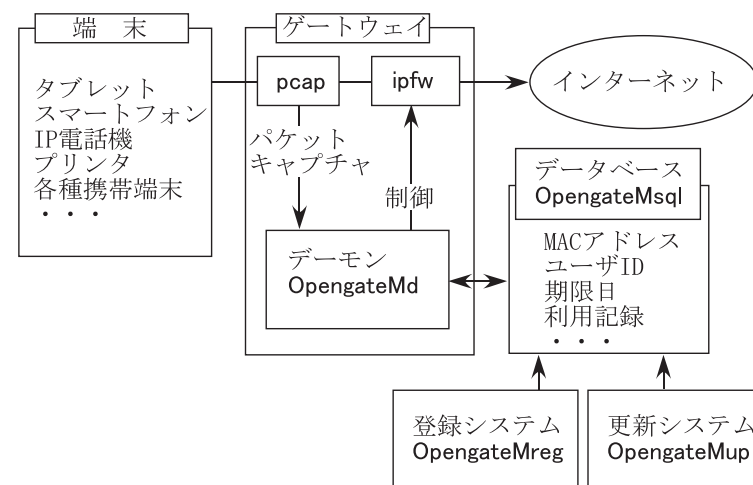 端　末
タブレット
スマートフォン
IP電話機
プリンタ
各種携帯端末
・・・
ゲートウェイ
pcap
ipfw
パケット
キャプチャ
制御
デーモン
OpengateMd
インターネット
データベース
OpengateMsql
MACアドレス
ユーザID
期限日
利用記録
・・・
登録システム
OpengateMreg
更新システム
OpengateMup